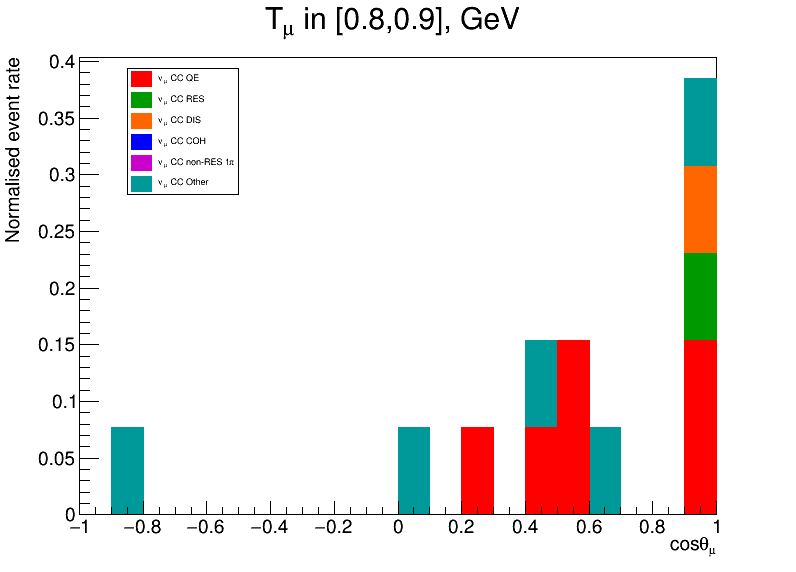 T_μ in [0.8,0.9], GeV
Normalised event rate
0.4
0.35
0.3
0.25
0.2
0.15
0.1
0.05
0
ν_μ CC QE
ν_μ CC RES
ν_μ CC DIS
ν_μ CC COH
ν_μ CC non-RES 1π
ν_μ CC Other
−1 −0.8 −0.6 −0.4 −0.2 0 0.2 0.4 0.6 0.8 1
cosθ_μ